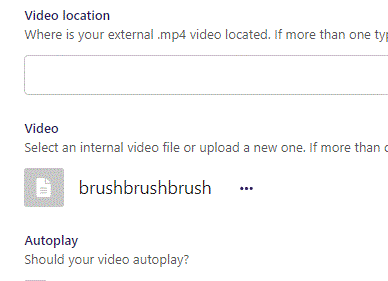 Video location
Where is your external .mp4 video located. If more than one
Video
Select an internal video file or upload a new one. If more than
brushbrushbrush
Autoplay
Should your video autoplay?